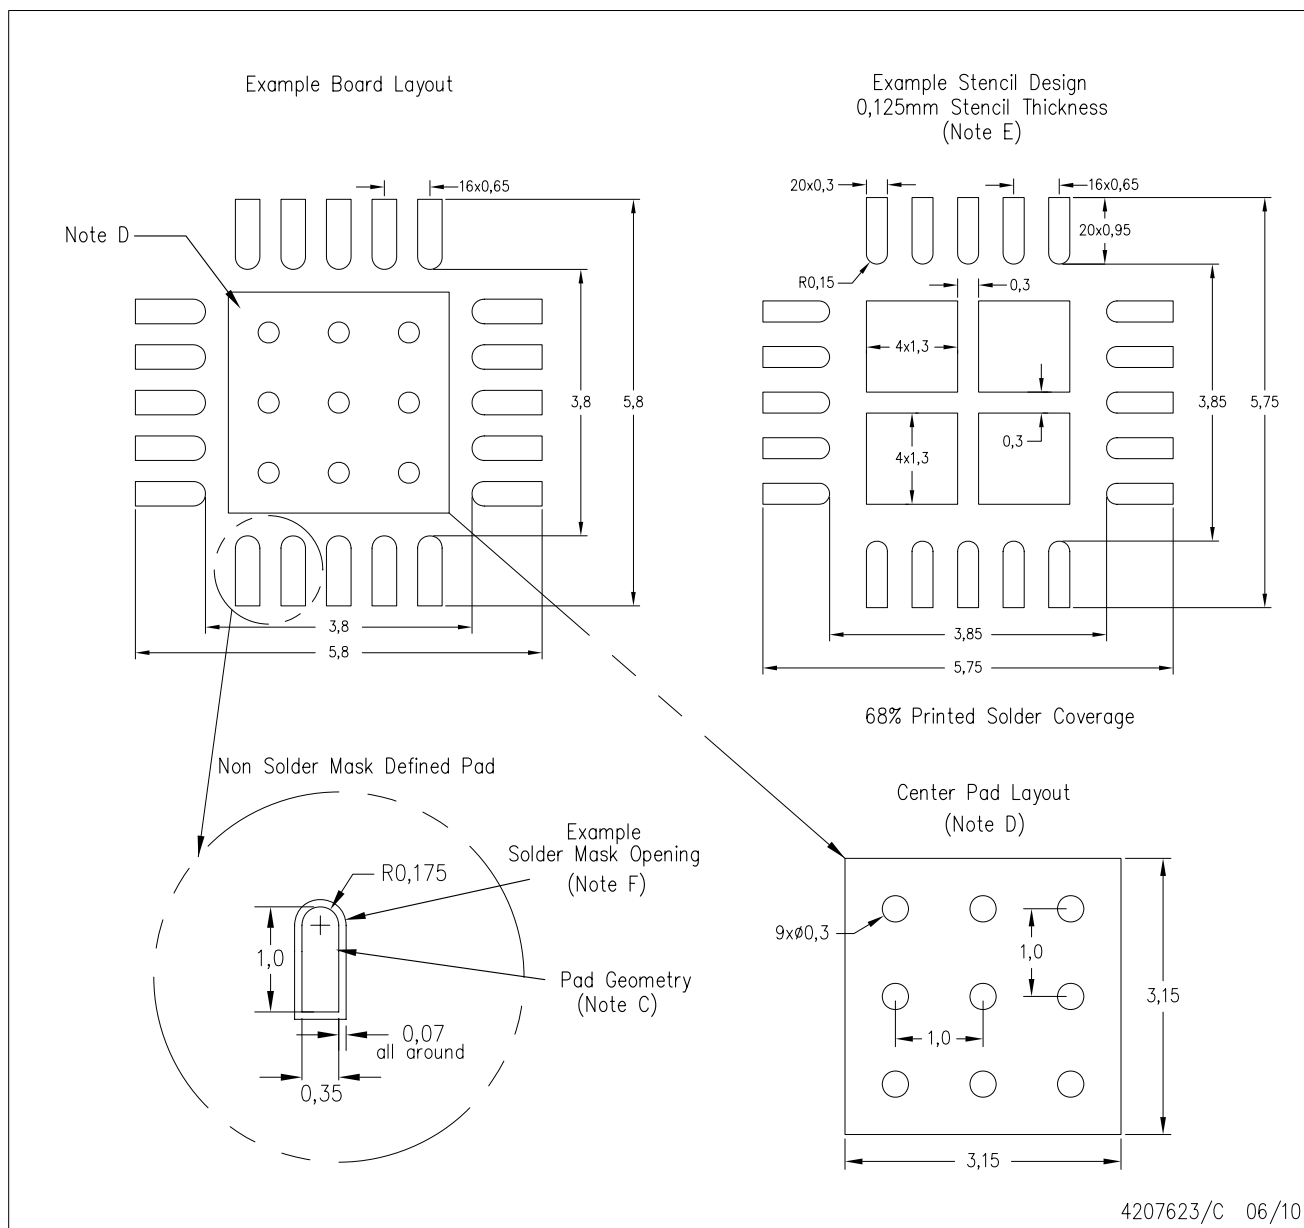 Example Board Layout
16x0,65
Note D
3,8
5,8
3,8
5,8
Example Stencil Design
0,125mm Stencil Thickness
(Note E)
20x0,3
16x0,65
20x0,95
R0,15
0,3
4x1,3
3,85
5,75
0,3
4x1,3
3,85
5,75
68% Printed Solder Coverage
Non Solder Mask Defined Pad
Example
Solder Mask Opening
(Note F)
R0,175
1,0
Pad Geometry
(Note C)
0,07
all around
0,35
Center Pad Layout
(Note D)
9xø0,3
1,0
1,0
3,15
3,15
4207623/C 06/10